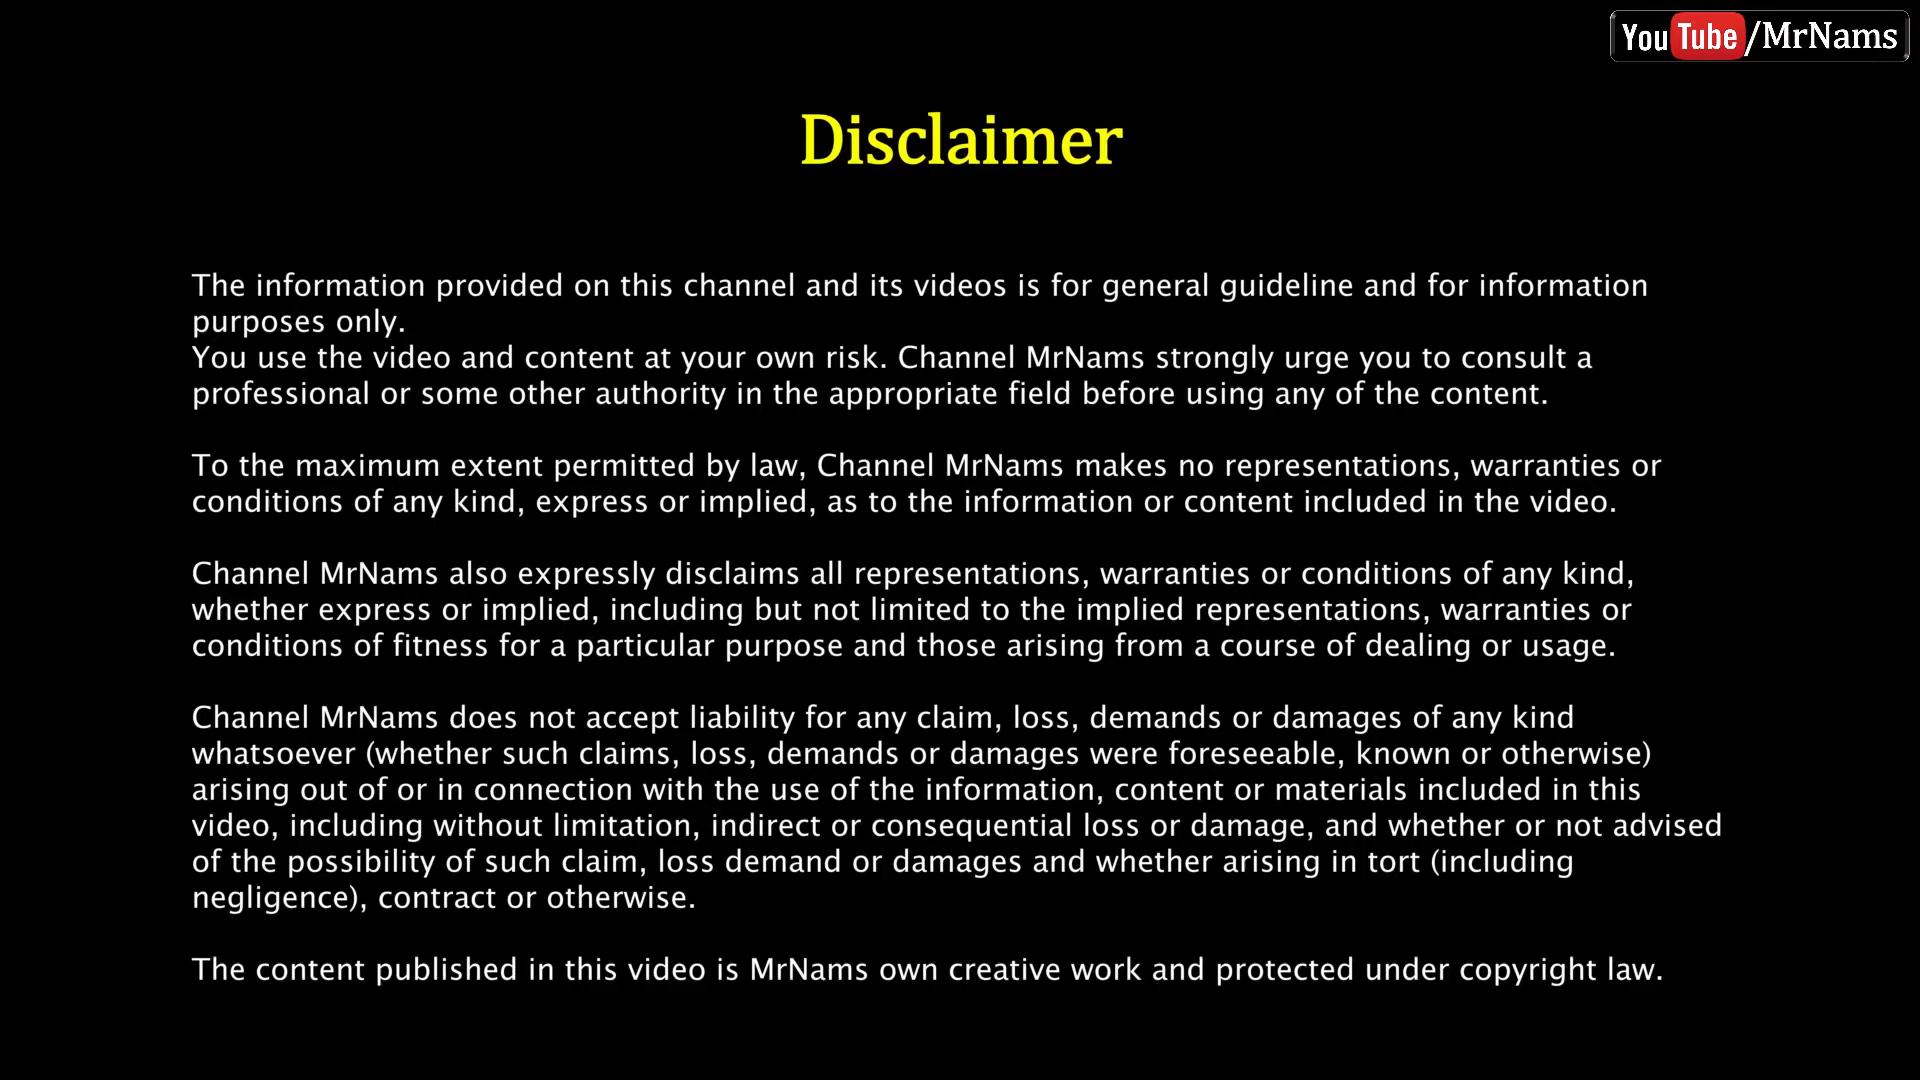 YouTube/MrNams
Disclaimer
The information provided on this channel and its videos is for general guideline and for information
purposes only.
You use the video and content at your own risk. Channel MrNams strongly urge you to consult a
professional or some other authority in the appropriate field before using any of the content.
To the maximum extent permitted by law, Channel MrNams makes no representations, warranties or
conditions of any kind, express or implied, as to the information or content included in the video.
Channel MrNams also expressly disclaims all representations, warranties or conditions of any kind,
whether express or implied, including but not limited to the implied representations, warranties or
conditions of fitness for a particular purpose and those arising from a course of dealing or usage.
Channel MrNams does not accept liability for any claim, loss, demands or damages of any kind
whatsoever (whether such claims, loss, demands or damages were foreseeable, known or otherwise)
arising out of or in connection with the use of the information, content or materials included in this
video, including without limitation, indirect or consequential loss or damage, and whether or not advised
of the possibility of such claim, loss demand or damages and whether arising in tort (including
negligence), contract or otherwise.
The content published in this video is MrNams own creative work and protected under copyright law.